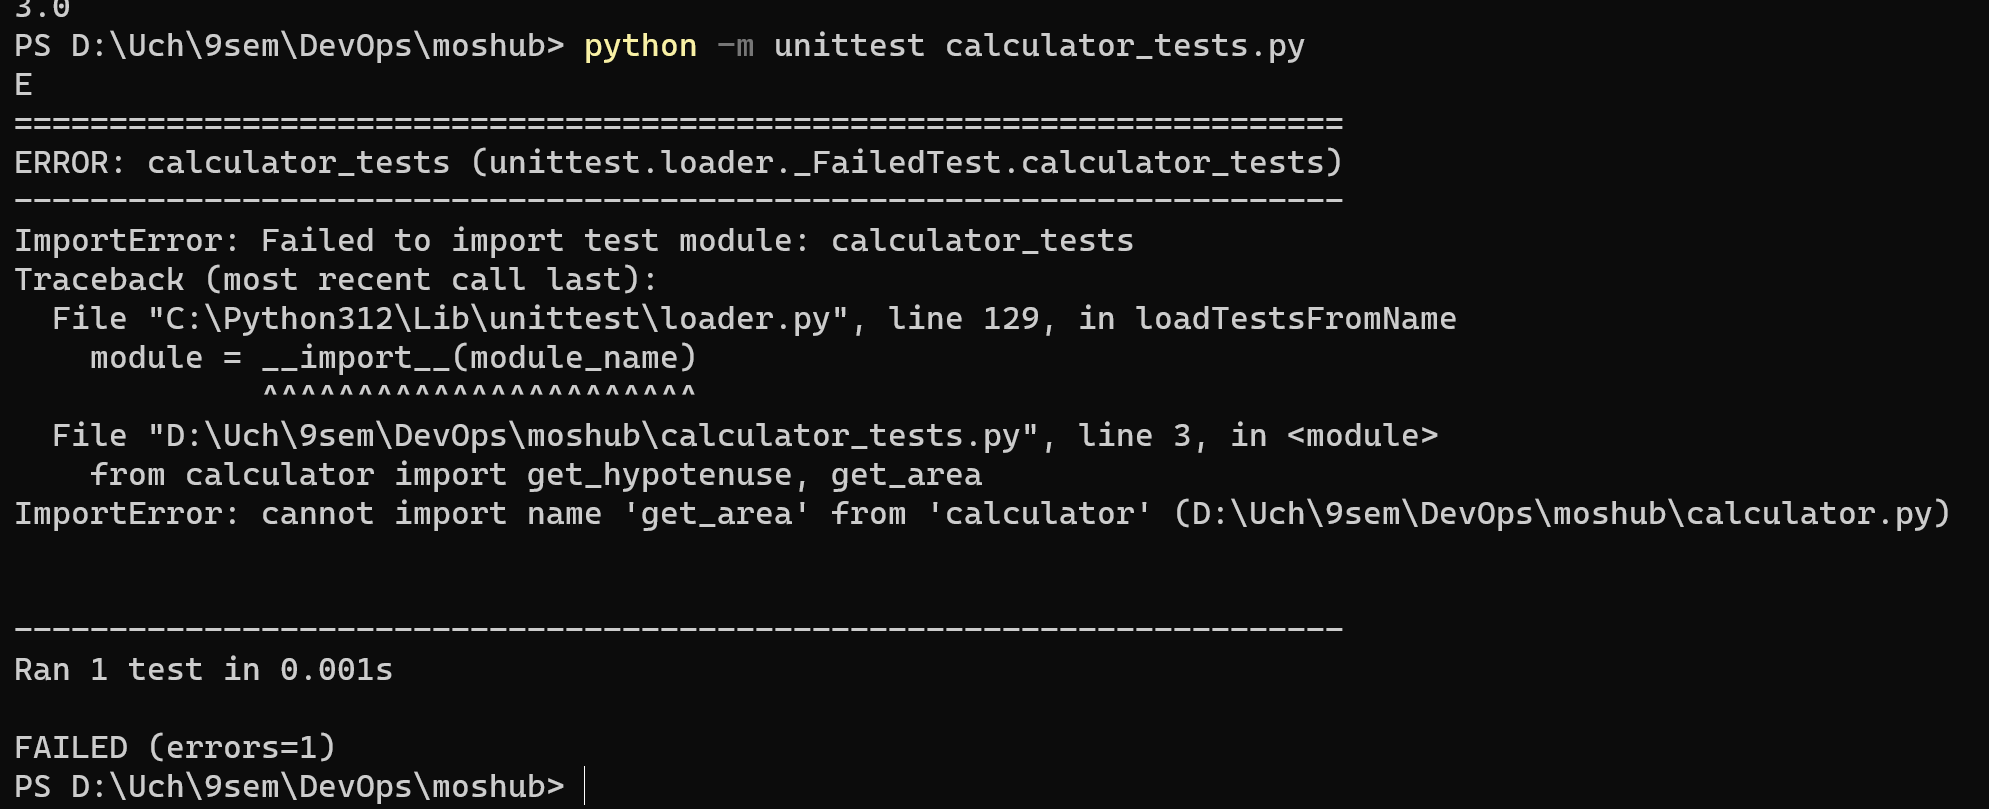 3.0
PS D:\Uch\9sem\DevOps\moshub> python -m unittest calculator_tests.py
E
======================================================================
ERROR: calculator_tests (unittest.loader._FailedTest.calculator_tests)
----------------------------------------------------------------------
ImportError: Failed to import test module: calculator_tests
Traceback (most recent call last):
  File "C:\Python312\Lib\unittest\loader.py", line 129, in loadTestsFromName
    module = __import__(module_name)
             ^^^^^^^^^^^^^^^^^^^^^^^
  File "D:\Uch\9sem\DevOps\moshub\calculator_tests.py", line 3, in <module>
    from calculator import get_hypotenuse, get_area
ImportError: cannot import name 'get_area' from 'calculator' (D:\Uch\9sem\DevOps\moshub\calculator.py)
----------------------------------------------------------------------
Ran 1 test in 0.001s
FAILED (errors=1)
PS D:\Uch\9sem\DevOps\moshub>